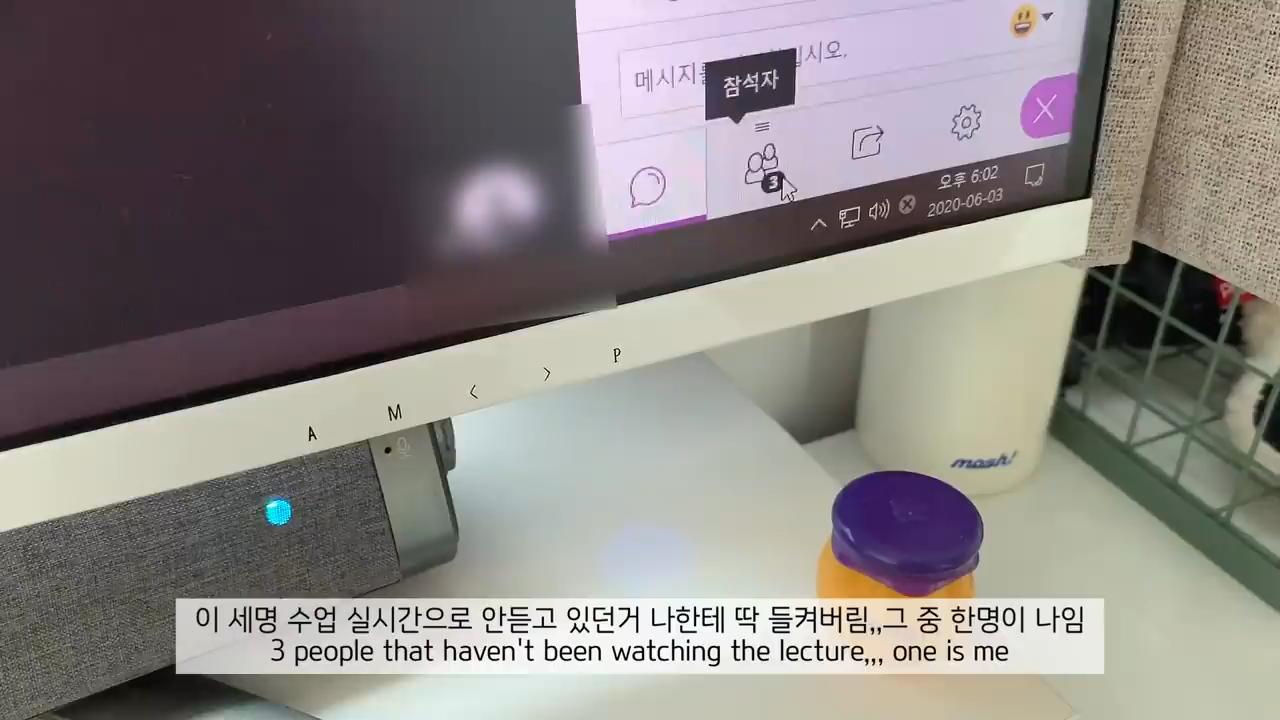 메시지 십시오.
참석자
3
오후 6:02
2020-06-03
A M < > P
mosh!
이 세명 수업 실시간으로 안듣고 있던거 나한테 딱 들켜버림,,그 중 한명이 나임
3 people that haven't been watching the lecture,,, one is me